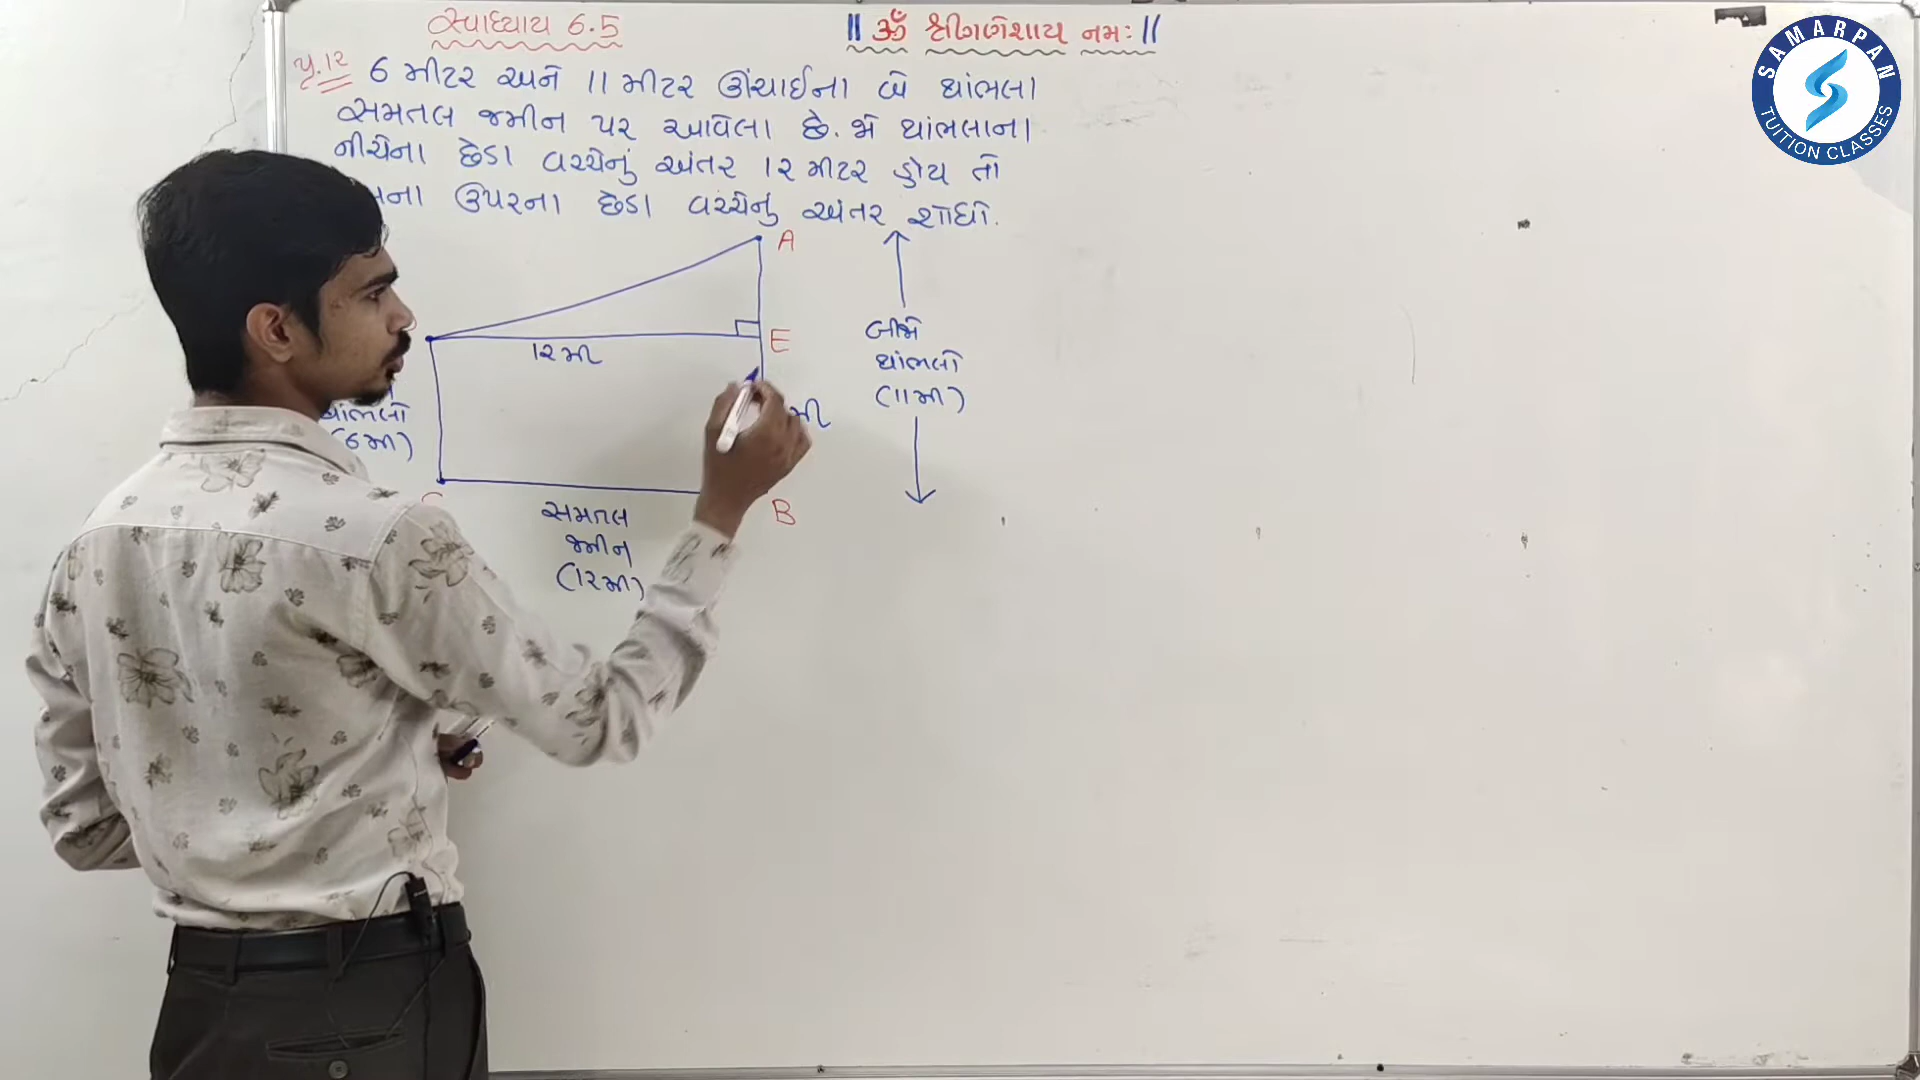 સ્વાધ્યાય 6.5
|| ૐ શ્રી ગણેશાય નમઃ ||
પ્ર.12 6 મીટર અને 11 મીટર ઊંચાઈના બે થાંભલા
સમતલ જમીન પર આવેલા છે. જો થાંભલાના
નીચેના છેડા વચ્ચેનું અંતર 12 મીટર હોય તો
ઉપરના છેડા વચ્ચેનું અંતર શોધો.
A
12 મી
E
બીજો
થાંભલો
(11 મી)
થાંભલો
(6 મી)
મી
B
સમતલ
જમીન
(12 મી)
SAMARPAN
TUITION CLASSES